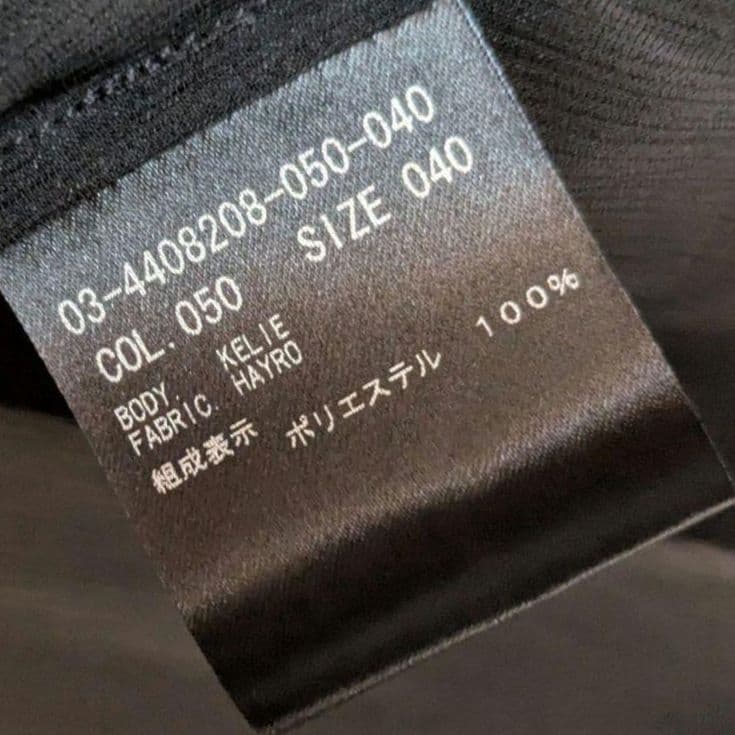 03-4408208-050-040
COL.050 SIZE 040
BODY. KELIE
FABRIC. HAYRO
組成表示 ポリエステル 100%